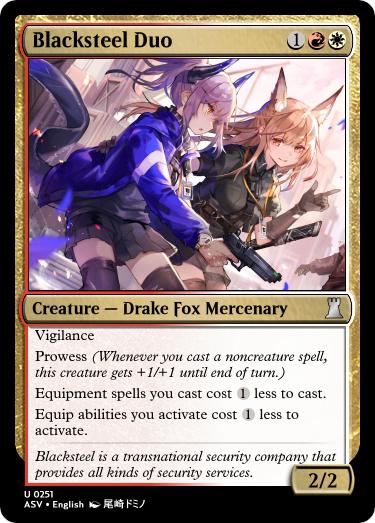 Blacksteel Duo 1
Creature — Drake Fox Mercenary
Vigilance
Prowess (Whenever you cast a noncreature spell,
this creature gets +1/+1 until end of turn.)
Equipment spells you cast cost 1 less to cast.
Equip abilities you activate cost 1 less to
activate.
Blacksteel is a transnational security company that
provides all kinds of security services.
2/2
U 0251
ASV • English 尾崎ドミノ